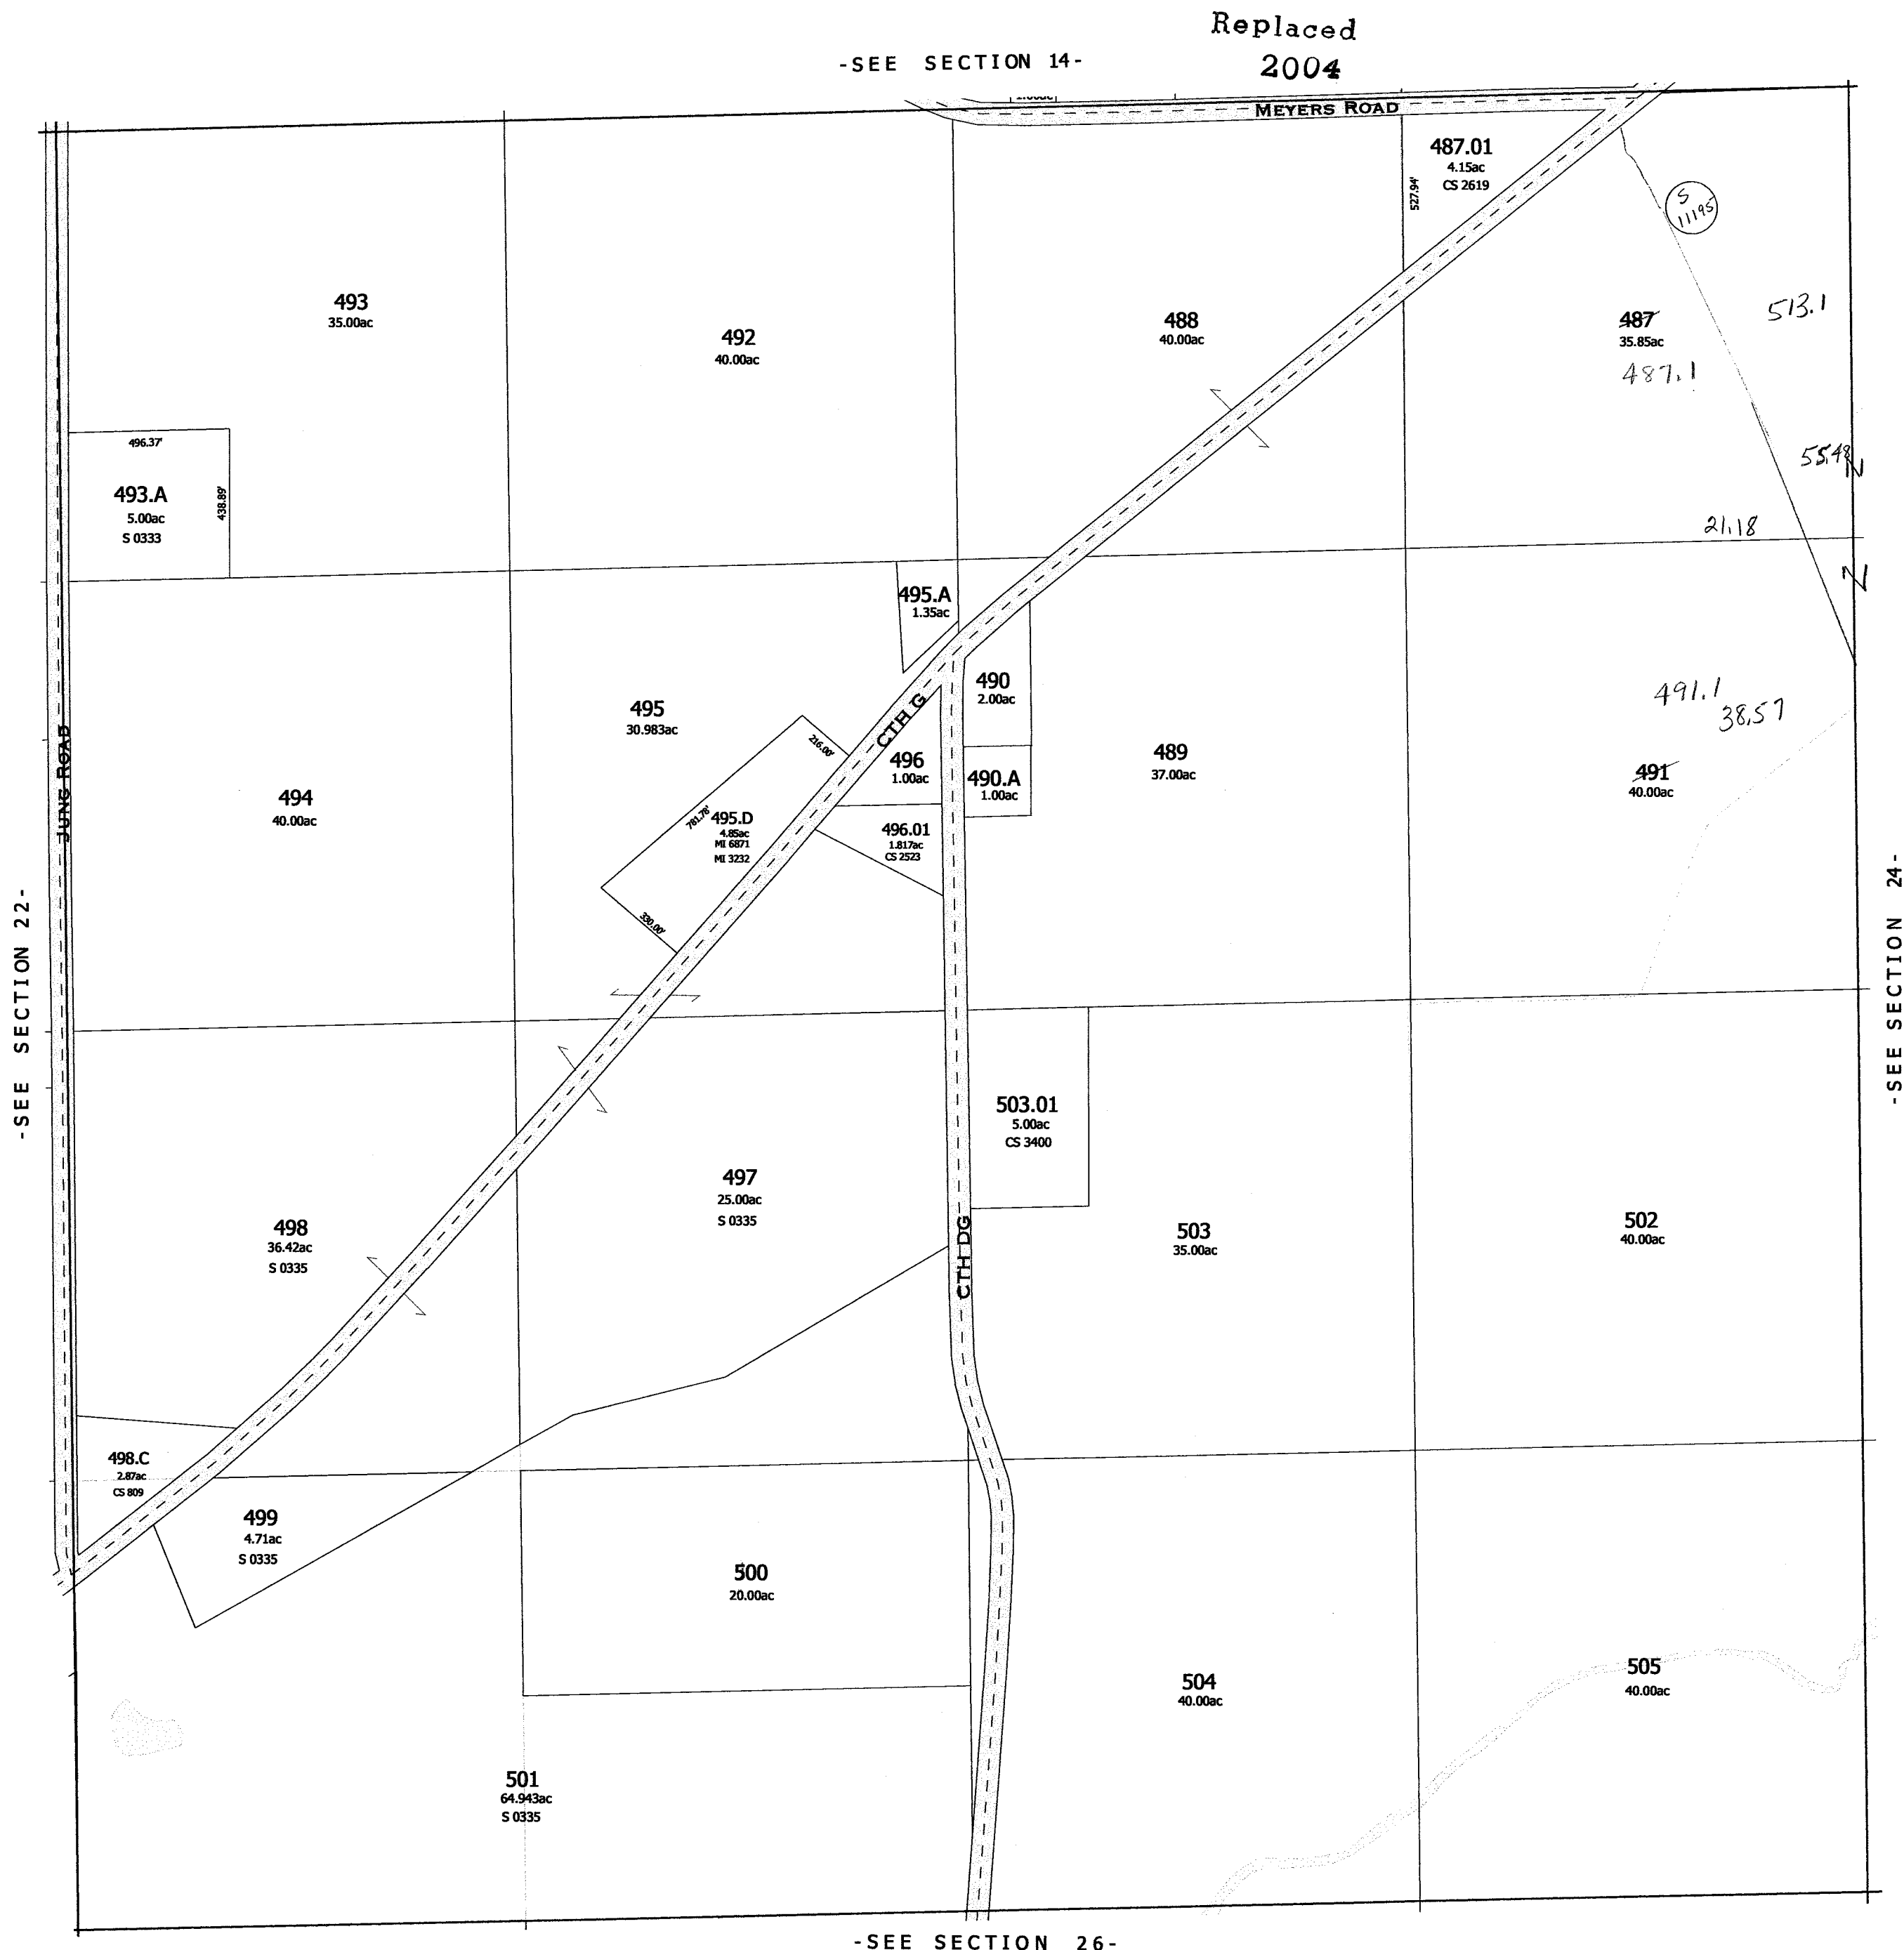 Replaced
2004
-SEE SECTION 14-
MEYERS ROAD
487.01
4.15ac
CS 2619
527.94'
S
11195
493
35.00ac
492
40.00ac
488
40.00ac
487
35.85ac
487.1
513.1
55.48
N
21.18
N
496.37'
493.A
5.00ac
S 0333
438.89'
495.A
1.35ac
490
2.00ac
491.1
38.57
495
30.983ac
CTH G
216.00'
496
1.00ac
490.A
1.00ac
489
37.00ac
491
40.00ac
JUNG ROAD
494
40.00ac
781.78'
495.D
4.85ac
MI 6871
MI 3232
496.01
1.817ac
CS 2523
330.00'
-SEE SECTION 22-
-SEE SECTION 24-
503.01
5.00ac
CS 3400
497
25.00ac
S 0335
498
36.42ac
S 0335
CTH DG
503
35.00ac
502
40.00ac
498.C
2.87ac
CS 809
499
4.71ac
S 0335
500
20.00ac
504
40.00ac
505
40.00ac
501
64.943ac
S 0335
-SEE SECTION 26-